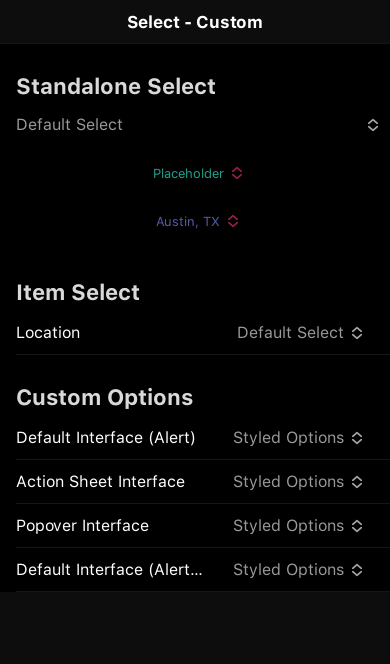 Select - Custom
Standalone Select
Default Select
Placeholder
Austin, TX
Item Select
Location Default Select
Custom Options
Default Interface (Alert) Styled Options
Action Sheet Interface Styled Options
Popover Interface Styled Options
Default Interface (Alert... Styled Options